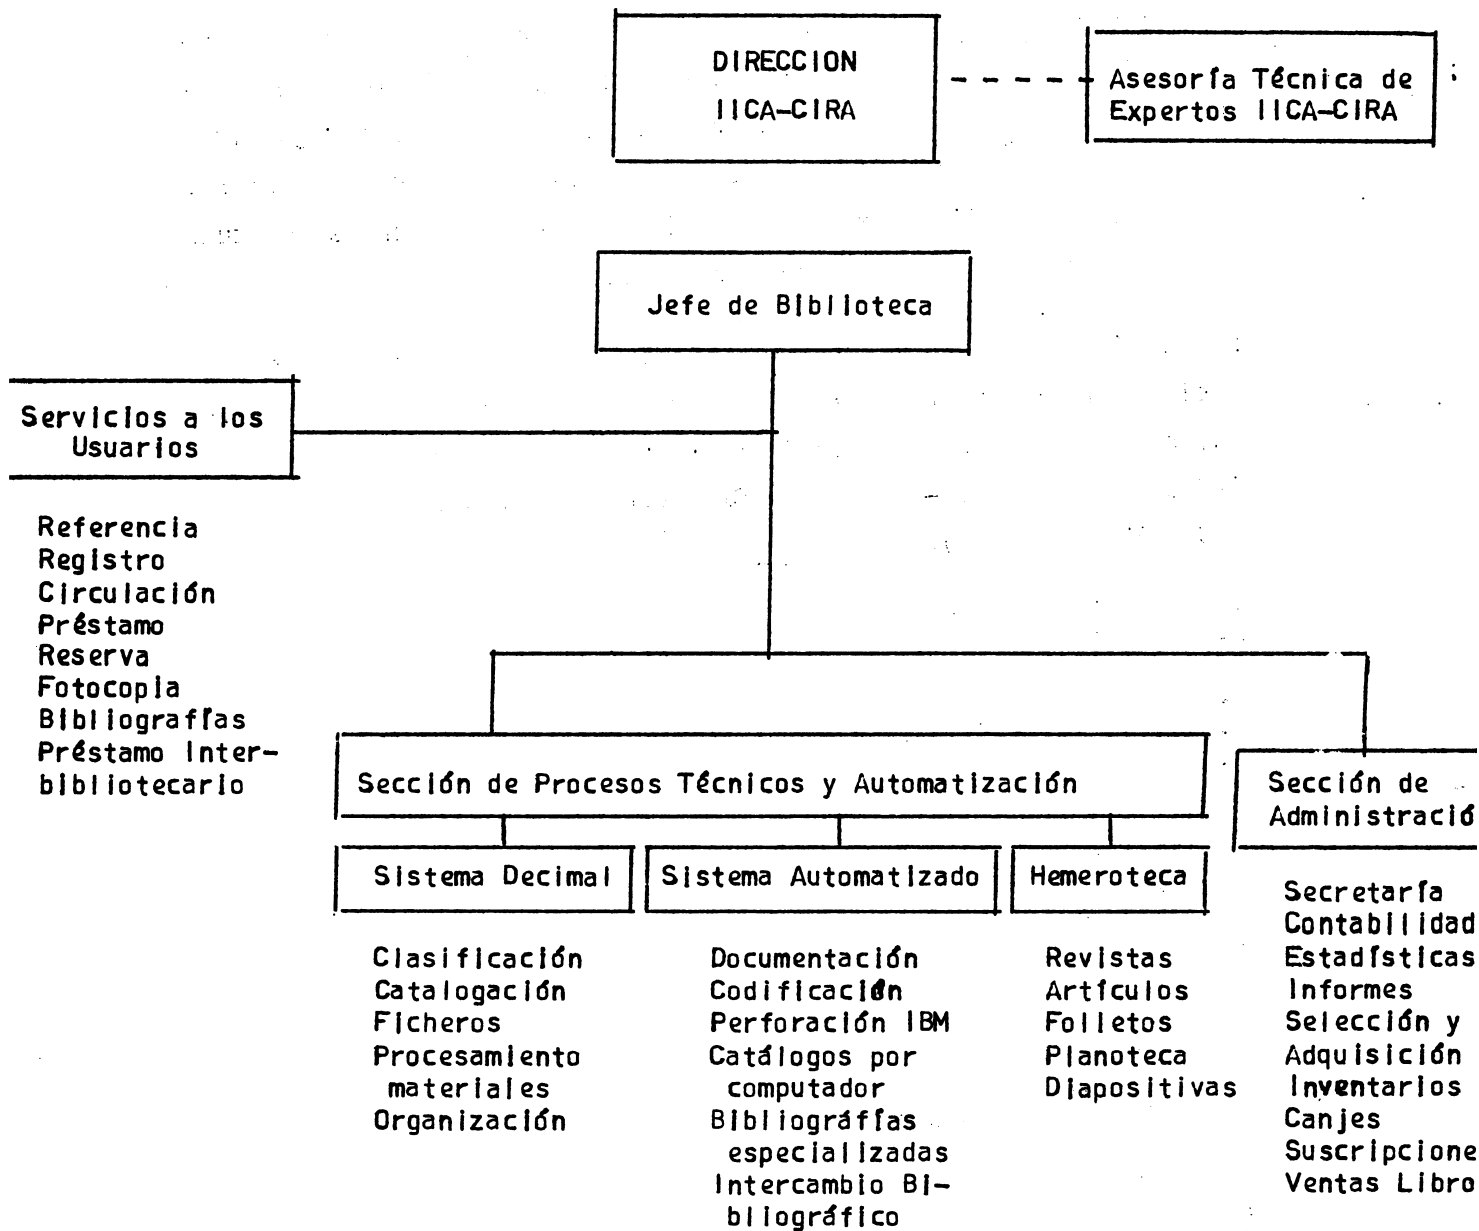 DIRECCION
IICA-CIRA
Asesoría Técnica de
Expertos IICA-CIRA
Jefe de Biblioteca
Servicios a los
Usuarios
Referencia
Registro
Circulación
Préstamo
Reserva
Fotocopia
Bibliografías
Préstamo Inter-
bibliotecario
Sección de Procesos Técnicos y Automatización
Sistema Decimal
Clasificación
Catalogación
Ficheros
Procesamiento
materiales
Organización
Sistema Automatizado
Documentación
Codificación
Perforación IBM
Catálogos por
computador
Bibliográfías
especializadas
Intercambio Bi-
bliográfico
Hemeroteca
Revistas
Artículos
Folletos
Planoteca
Diapositivas
Sección de
Administració
Secretaría
Contabilidad
Estadísticas
Informes
Selección y
Adquisición
Inventarios
Canjes
Suscripcione
Ventas Libro